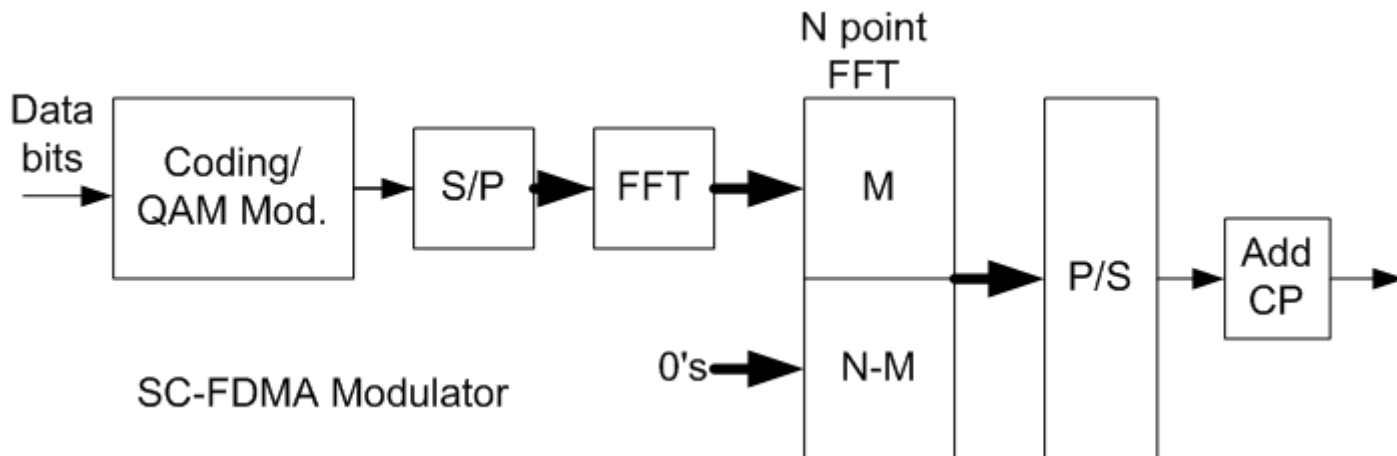 N point
FFT
Data
bits
Coding/
QAM Mod.
S/P
FFT
M
P/S
Add
CP
0's
N-M
SC-FDMA Modulator